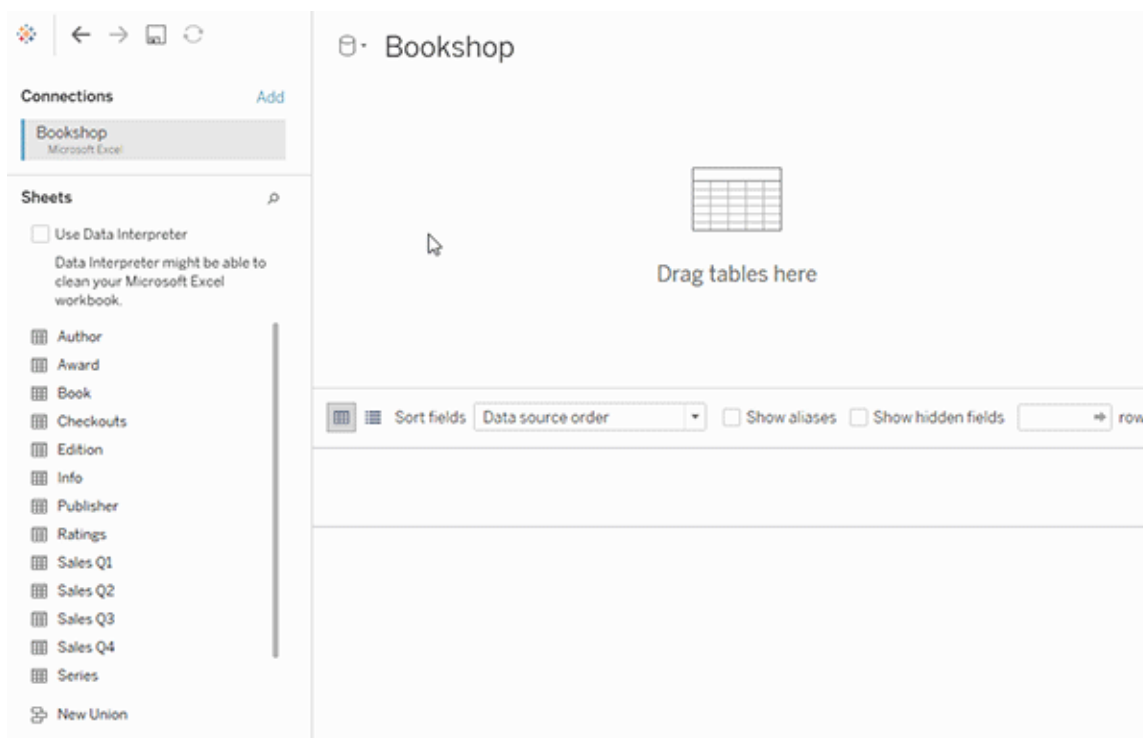 Bookshop
Connections
Add
Bookshop
Microsoft Excel
Sheets
Use Data Interpreter
Data Interpreter might be able to
clean your Microsoft Excel
workbook.
Author
Award
Book
Checkouts
Edition
Info
Publisher
Ratings
Sales Q1
Sales Q2
Sales Q3
Sales Q4
Series
New Union
Drag tables here
Sort fields
Data source order
Show aliases
Show hidden fields
row